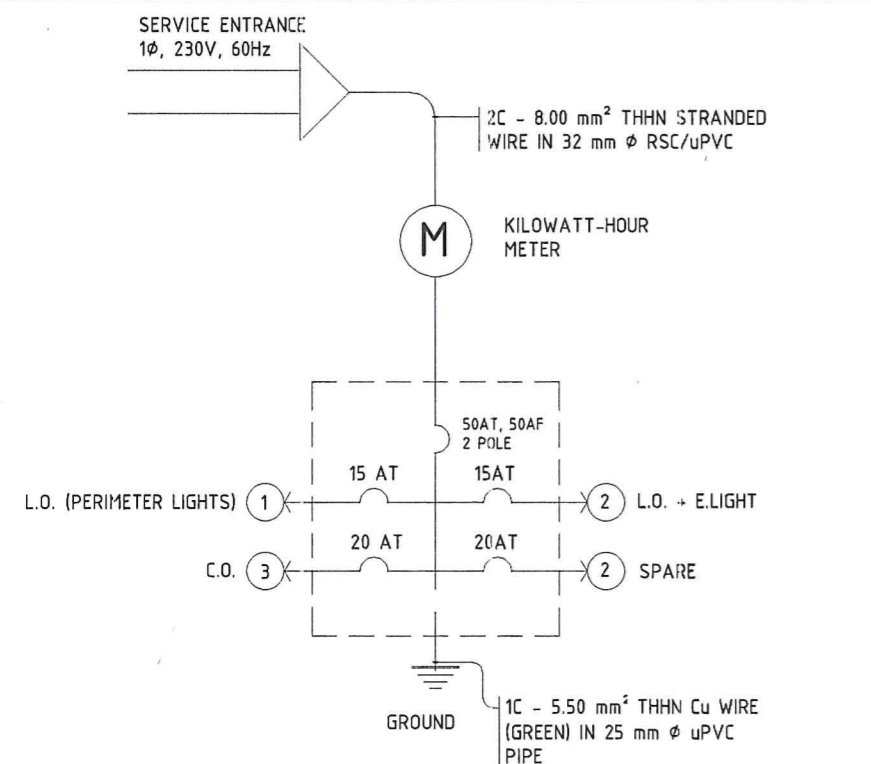 SERVICE ENTRANCE
1Φ, 230V, 60Hz
2C - 8.00 mm² THHN STRANDED
WIRE IN 32 mm Φ RSC/uPVC
M
KILOWATT-HOUR
METER
50AT, 50AF
2 POLE
15 AT
15AT
L.O. (PERIMETER LIGHTS)
1
2
L.O. + E.LIGHT
20 AT
20AT
C.O.
3
2
SPARE
GROUND
1C - 5.50 mm² THHN Cu WIRE
(GREEN) IN 25 mm Φ uPVC
PIPE